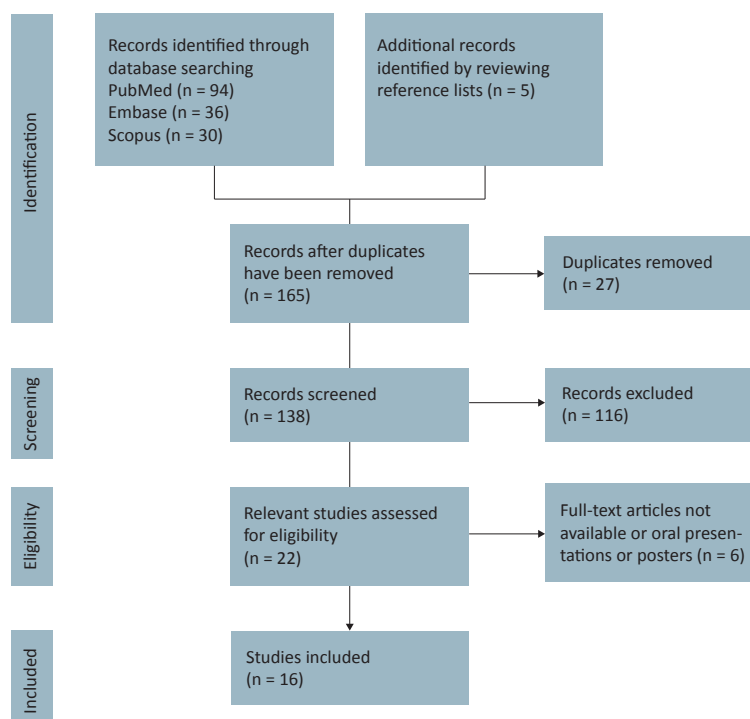 Identification
Records identified through
database searching
PubMed (n = 94)
Embase (n = 36)
Scopus (n = 30)
Additional records
identified by reviewing
reference lists (n = 5)
Records after duplicates
have been removed
(n = 165)
Duplicates removed
(n = 27)
Screening
Records screened
(n = 138)
Records excluded
(n = 116)
Eligibility
Relevant studies assessed
for eligibility
(n = 22)
Full-text articles not
available or oral presen-
tations or posters (n = 6)
Included
Studies included
(n = 16)